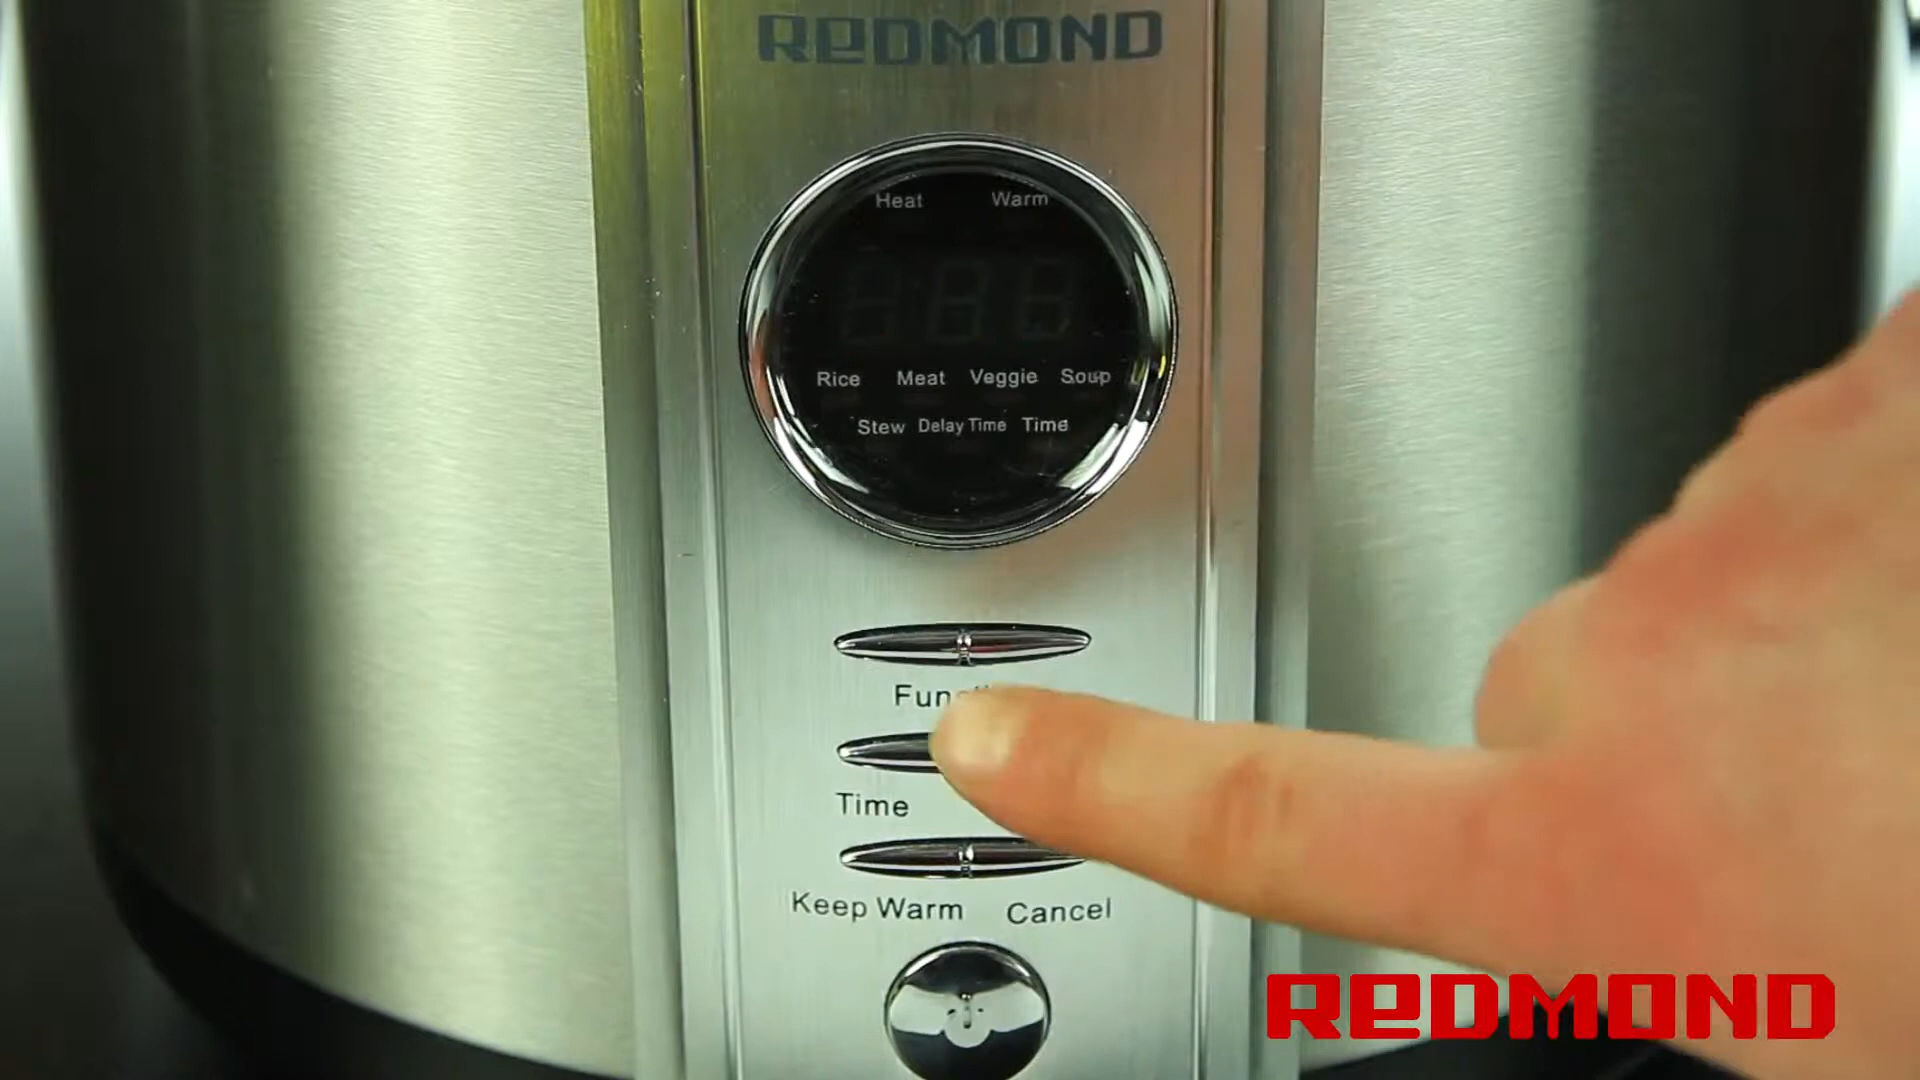 REDMOND
Heat Warm
Rice Meat Veggie Soup
Stew Delay Time Time
Time
Keep Warm Cancel
REDMOND